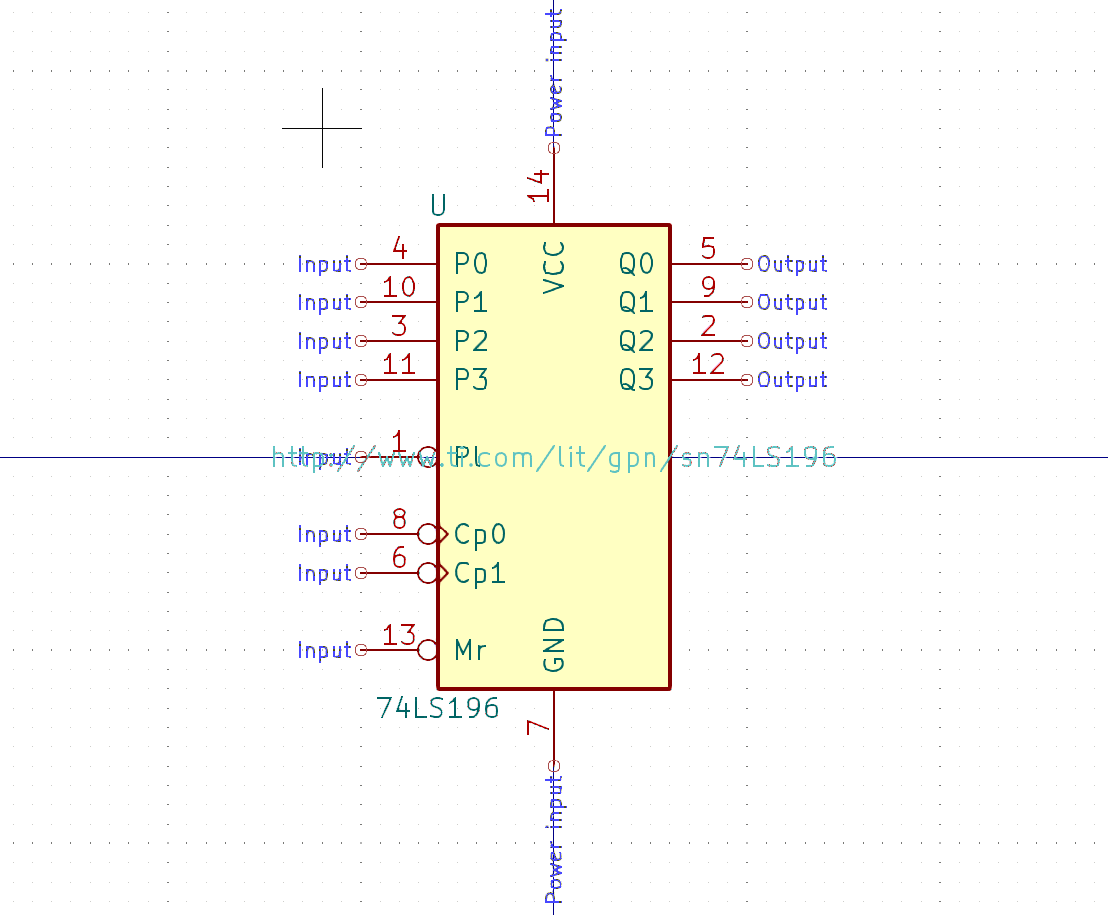 Power input
14
U
VCC
Input 4 P0 Q0 5 Output
Input 10 P1 Q1 9 Output
Input 3 P2 Q2 2 Output
Input 11 P3 Q3 12 Output
Input 1 Pl
http://www.ti.com/lit/gpn/sn74LS196
Input 8 Cp0
Input 6 Cp1
Input 13 Mr
GND
74LS196
7
Power input